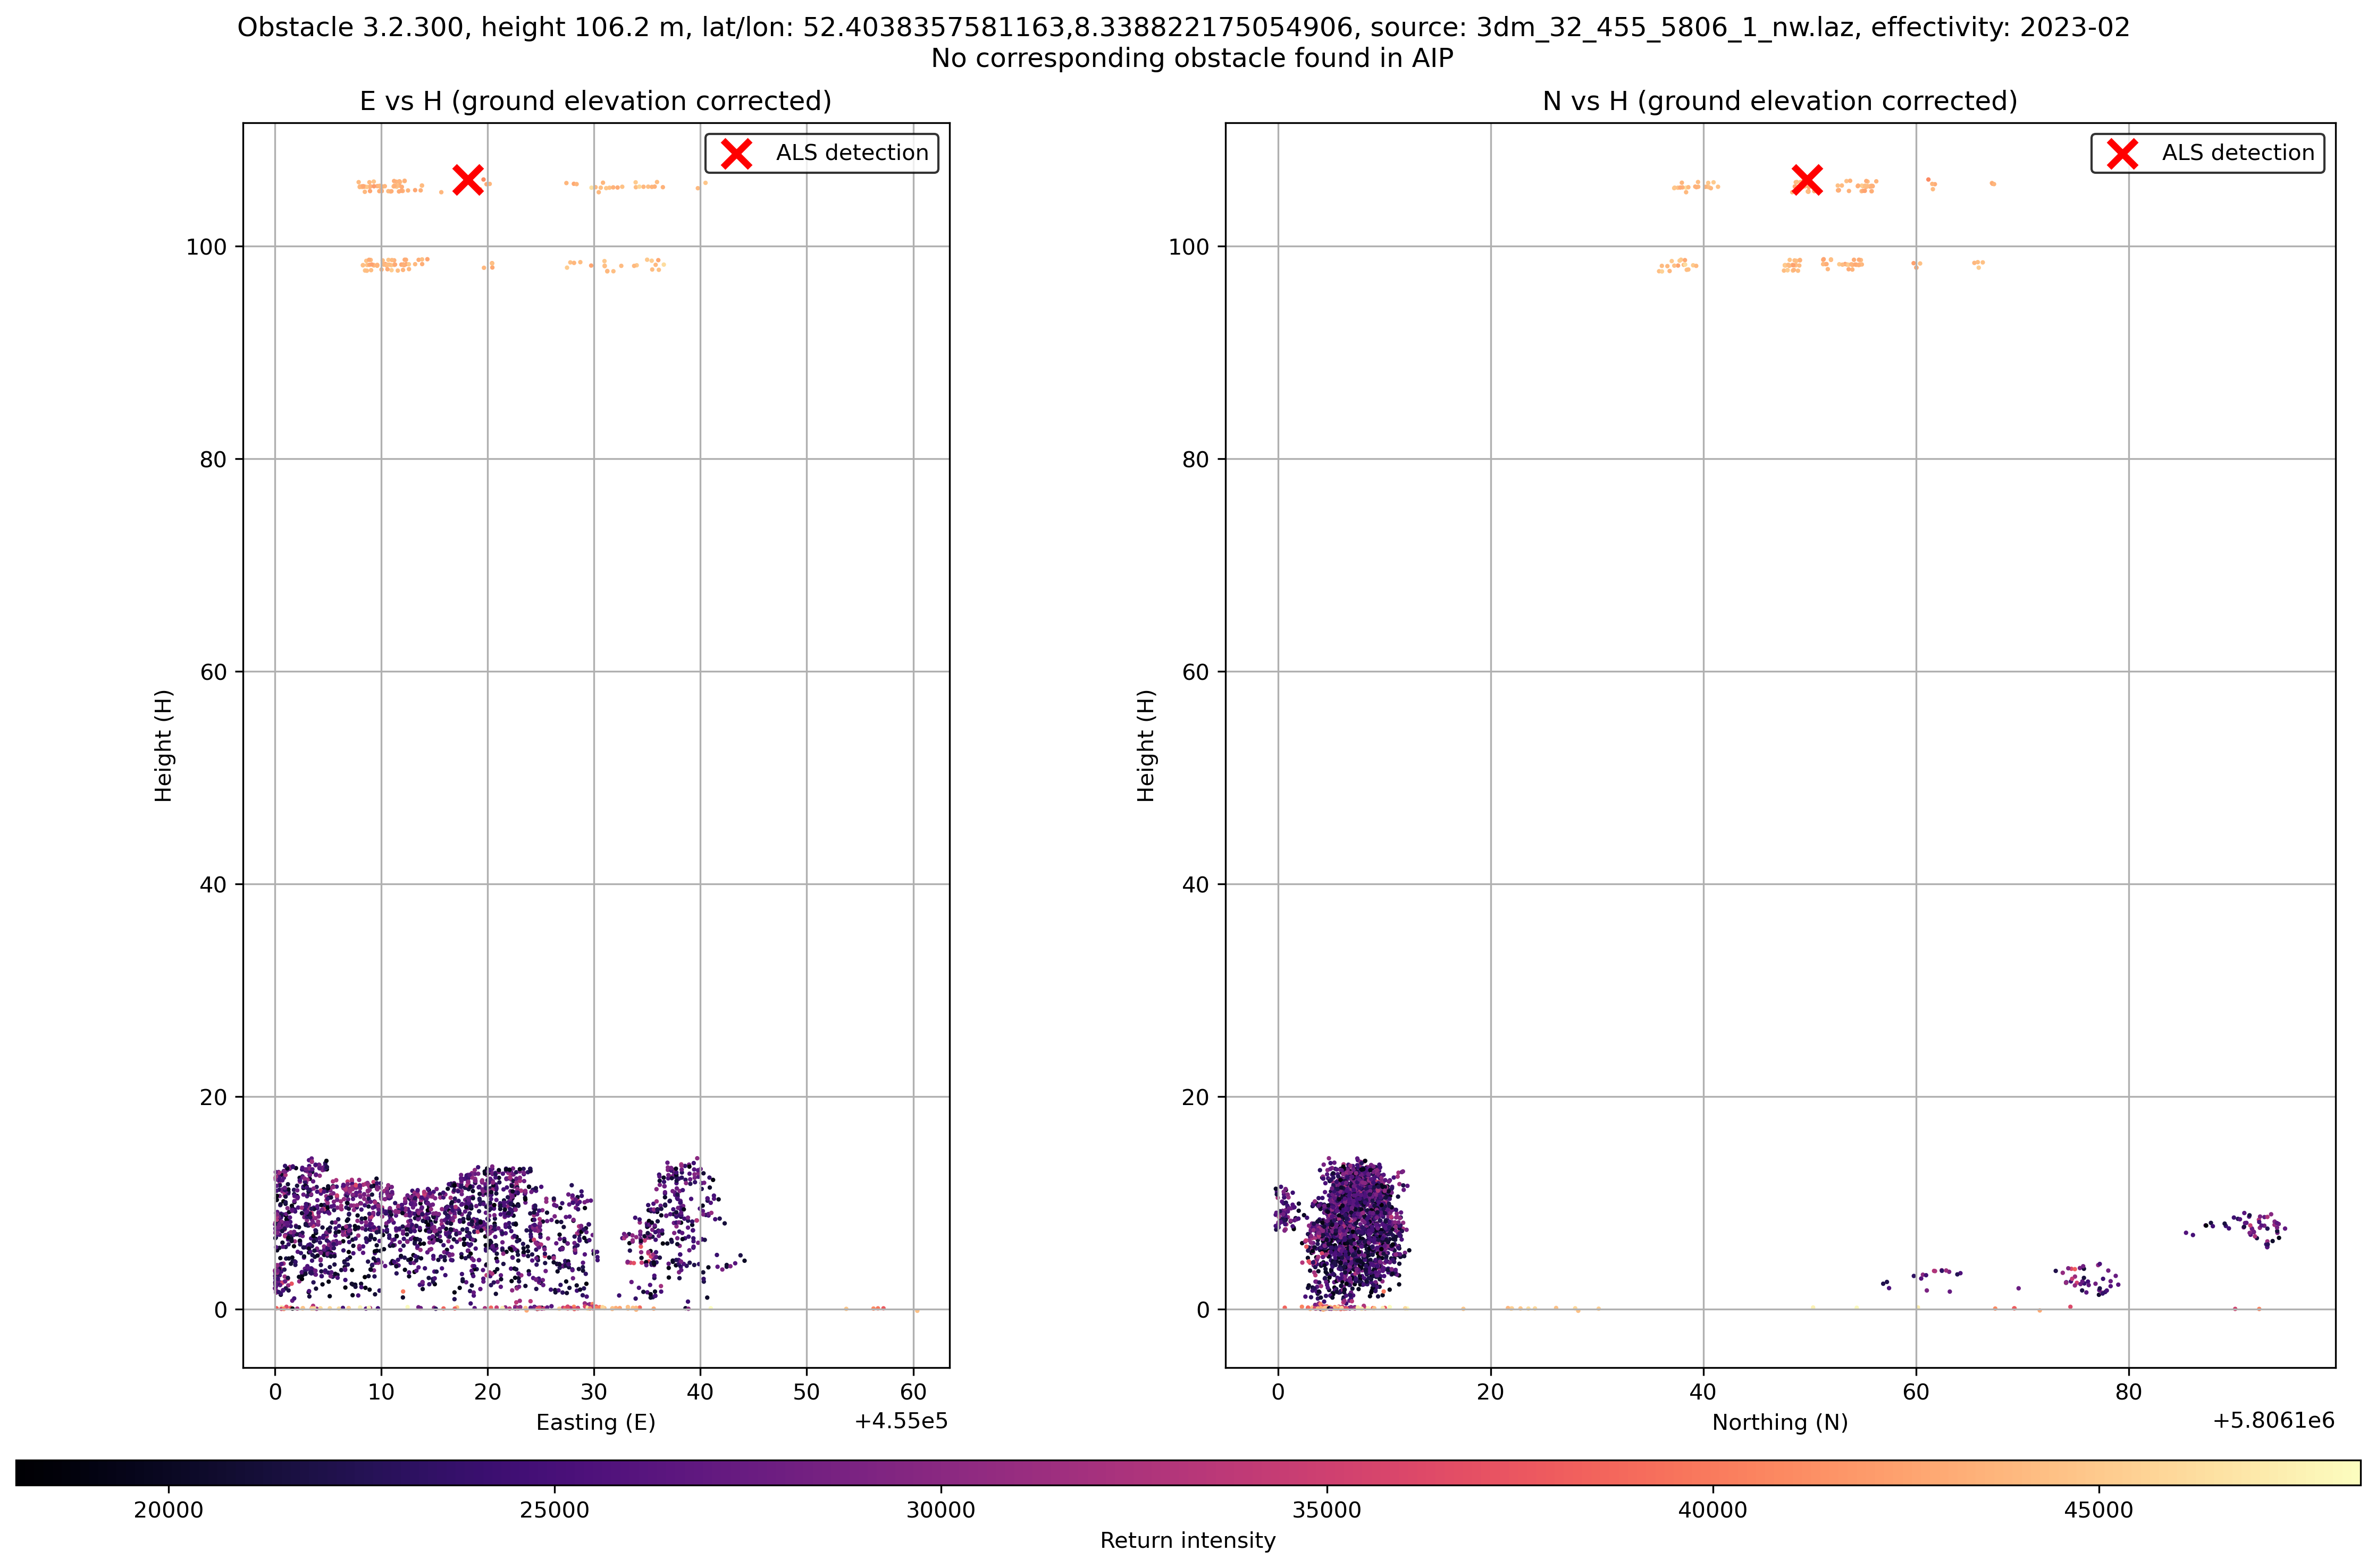 Obstacle 3.2.300, height 106.2 m, lat/lon: 52.4038357581163,8.338822175054906, source: 3dm_32_455_5806_1_nw.laz, effectivity: 2023-02
No corresponding obstacle found in AIP
E vs H (ground elevation corrected)
ALS detection
100
80
60
40
20
0
Height (H)
0 10 20 30 40 50 60
Easting (E)
+4.55e5
N vs H (ground elevation corrected)
ALS detection
100
80
60
40
20
0
Height (H)
0 20 40 60 80
Northing (N)
+5.8061e6
20000 25000 30000 35000 40000 45000
Return intensity